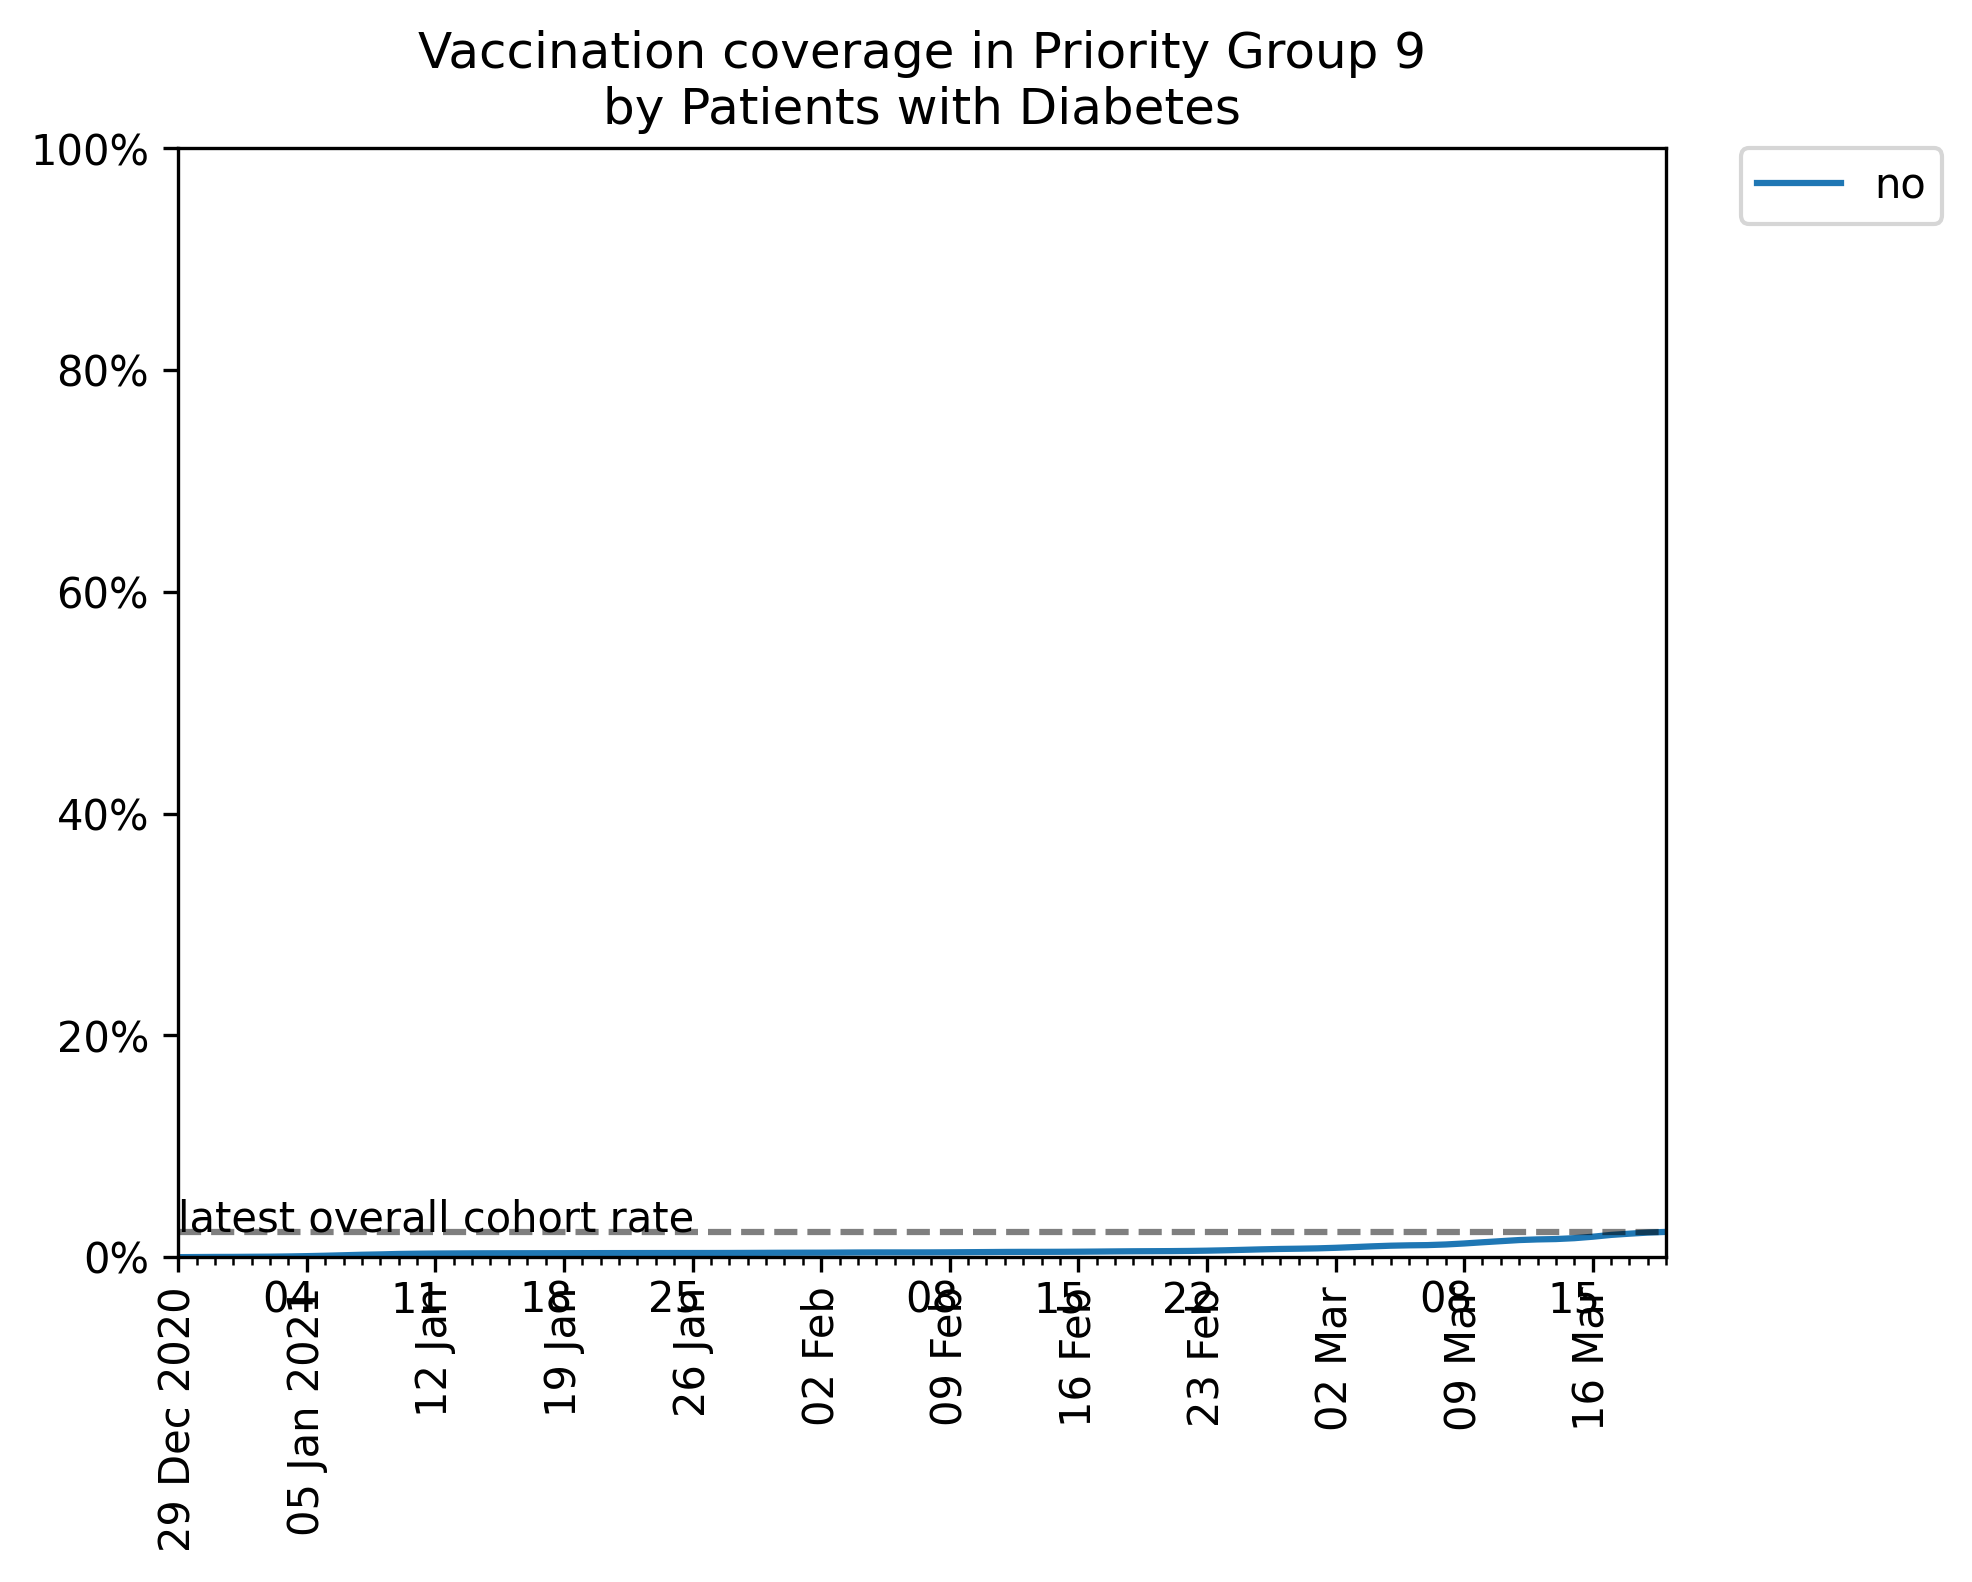 Vaccination coverage in Priority Group 9
by Patients with Diabetes
100%
80%
60%
40%
20%
0%
no
latest overall cohort rate
04
11
18
25
08
15
22
08
15
29 Dec 2020
05 Jan 2021
12 Jan
19 Jan
26 Jan
02 Feb
09 Feb
16 Feb
23 Feb
02 Mar
09 Mar
16 Mar